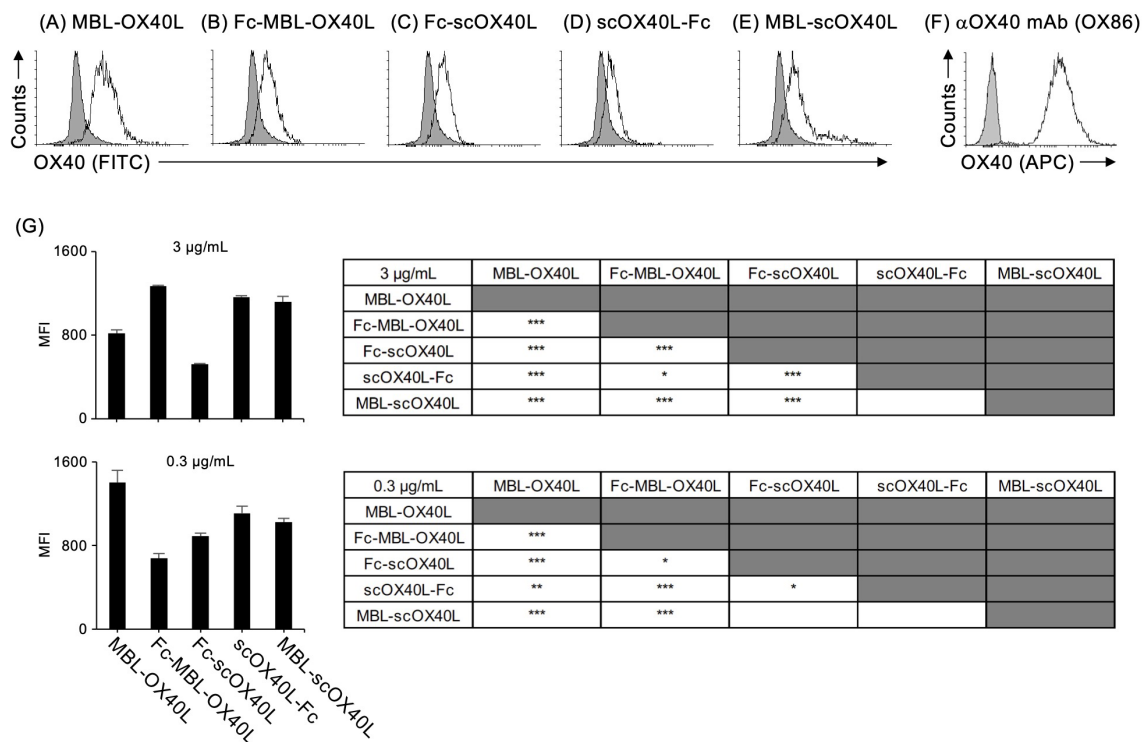 (A) MBL-OX40L (B) Fc-MBL-OX40L (C) Fc-scOX40L (D) scOX40L-Fc (E) MBL-scOX40L (F) αOX40 mAb (OX86)
Counts
Counts
OX40 (FITC)
OX40 (APC)
(G)
3 µg/mL
1600
800
0
MFI
3 µg/mL MBL-OX40L Fc-MBL-OX40L Fc-scOX40L scOX40L-Fc MBL-scOX40L
MBL-OX40L
Fc-MBL-OX40L ***
Fc-scOX40L *** ***
scOX40L-Fc *** * ***
MBL-scOX40L *** *** ***
0.3 µg/mL
1600
800
0
MFI
MBL-OX40L
Fc-MBL-OX40L
Fc-scOX40L
scOX40L-Fc
MBL-scOX40L
0.3 µg/mL MBL-OX40L Fc-MBL-OX40L Fc-scOX40L scOX40L-Fc MBL-scOX40L
MBL-OX40L
Fc-MBL-OX40L ***
Fc-scOX40L *** *
scOX40L-Fc ** *** *
MBL-scOX40L *** ***